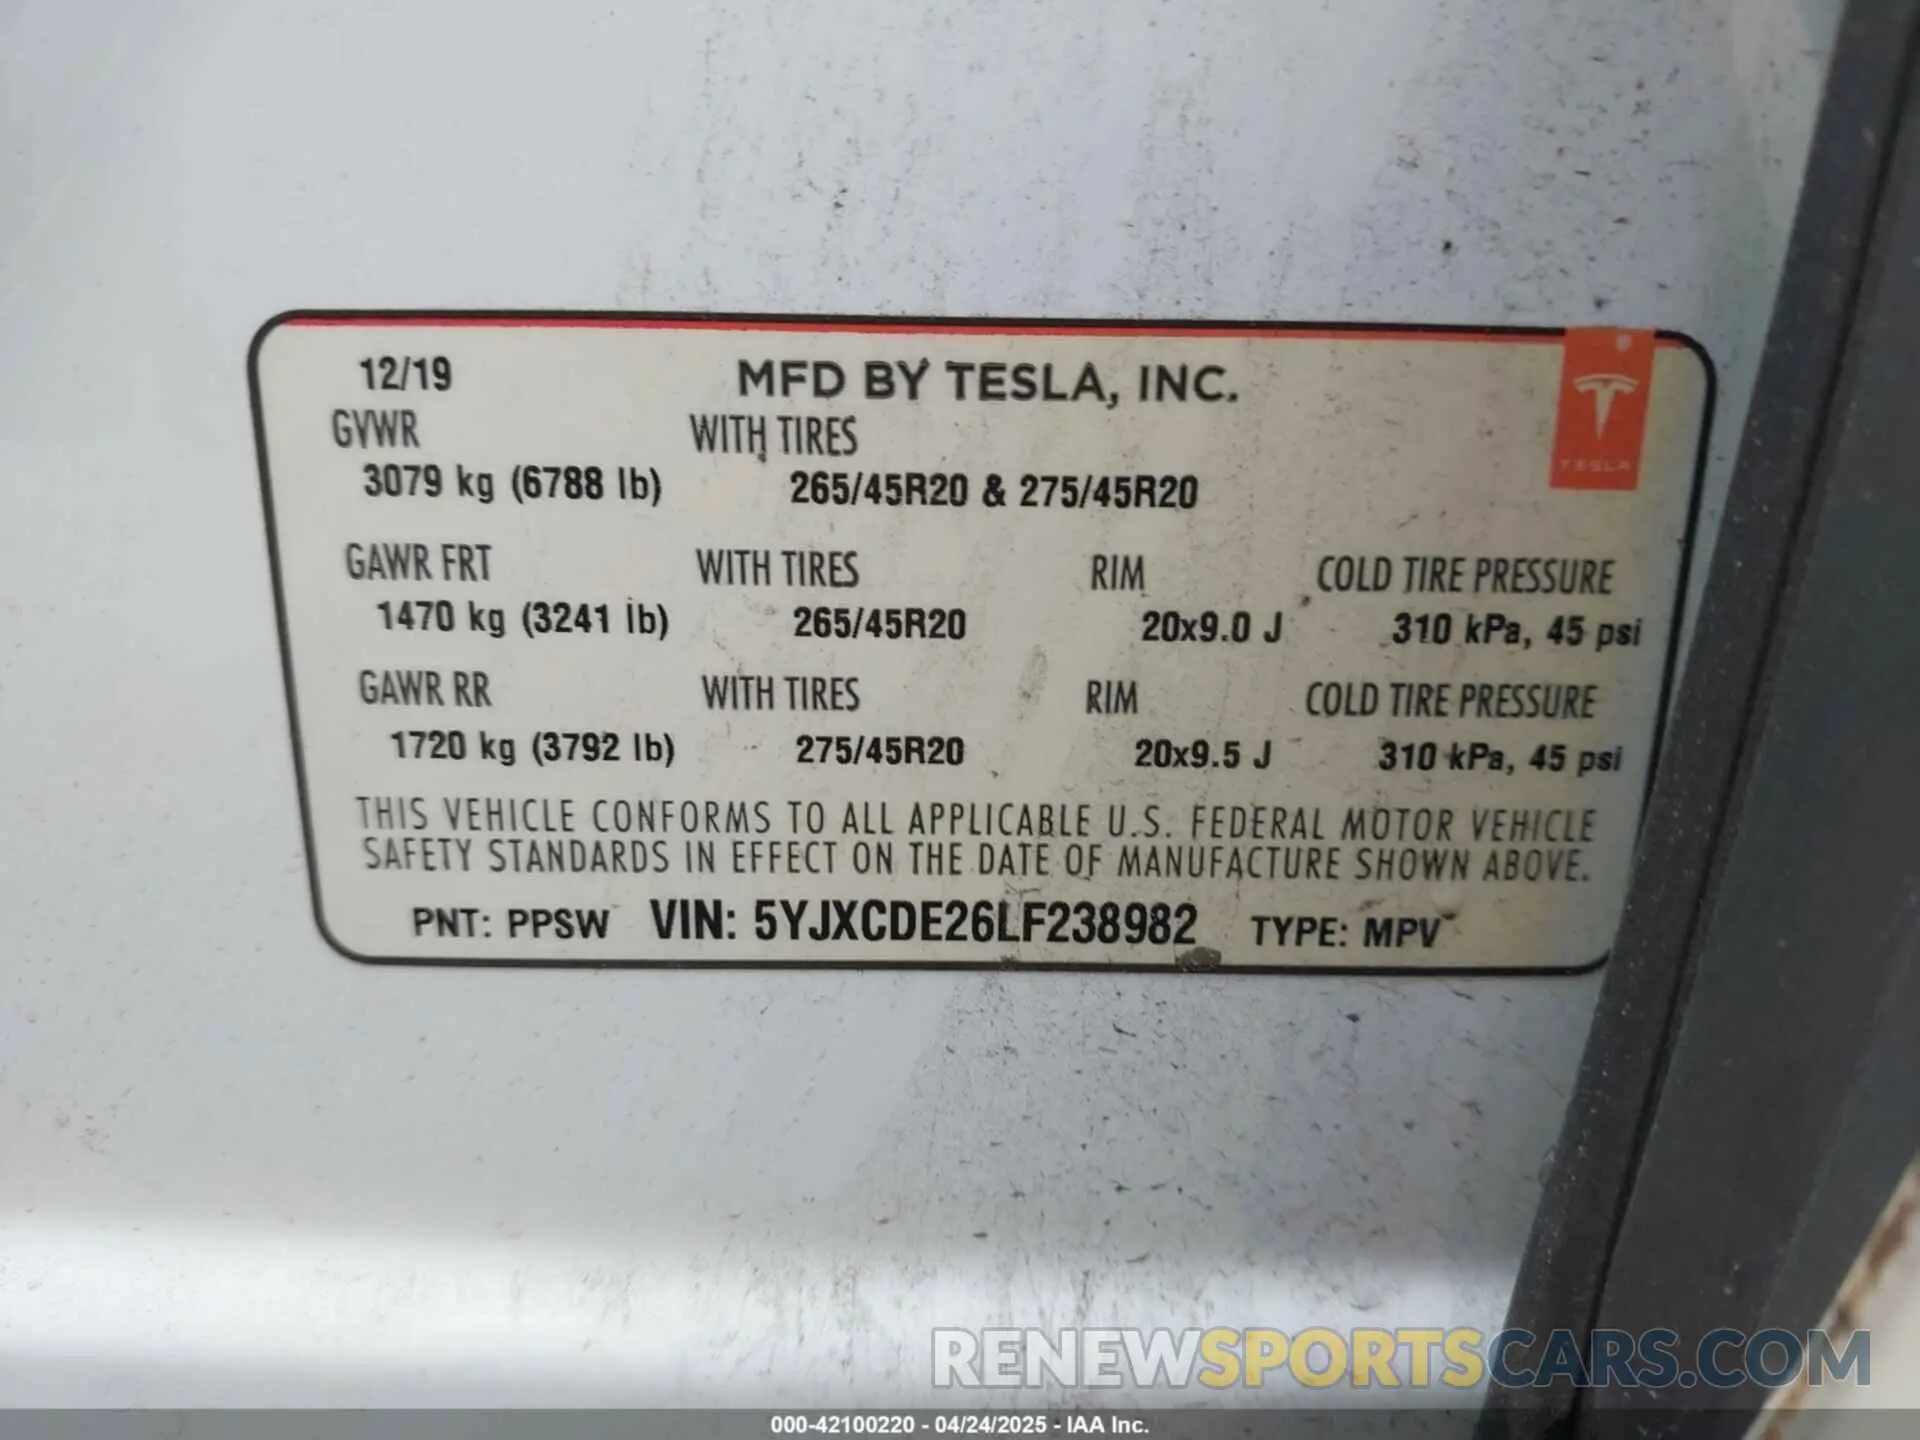 12/19 MFD BY TESLA, INC.
GVWR WITH TIRES
3079 kg (6788 lb) 265/45R20 & 275/45R20
TESLA
GAWR FRT WITH TIRES RIM COLD TIRE PRESSURE
1470 kg (3241 lb) 265/45R20 20x9.0 J 310 kPa, 45 psi
GAWR RR WITH TIRES RIM COLD TIRE PRESSURE
1720 kg (3792 lb) 275/45R20 20x9.5 J 310 kPa, 45 psi
THIS VEHICLE CONFORMS TO ALL APPLICABLE U.S. FEDERAL MOTOR VEHICLE
SAFETY STANDARDS IN EFFECT ON THE DATE OF MANUFACTURE SHOWN ABOVE.
PNT: PPSW VIN: 5YJXCDE26LF238982 TYPE: MPV
RENEWSPORTSCARS.COM
000-42100220 - 04/24/2025 - IAA Inc.